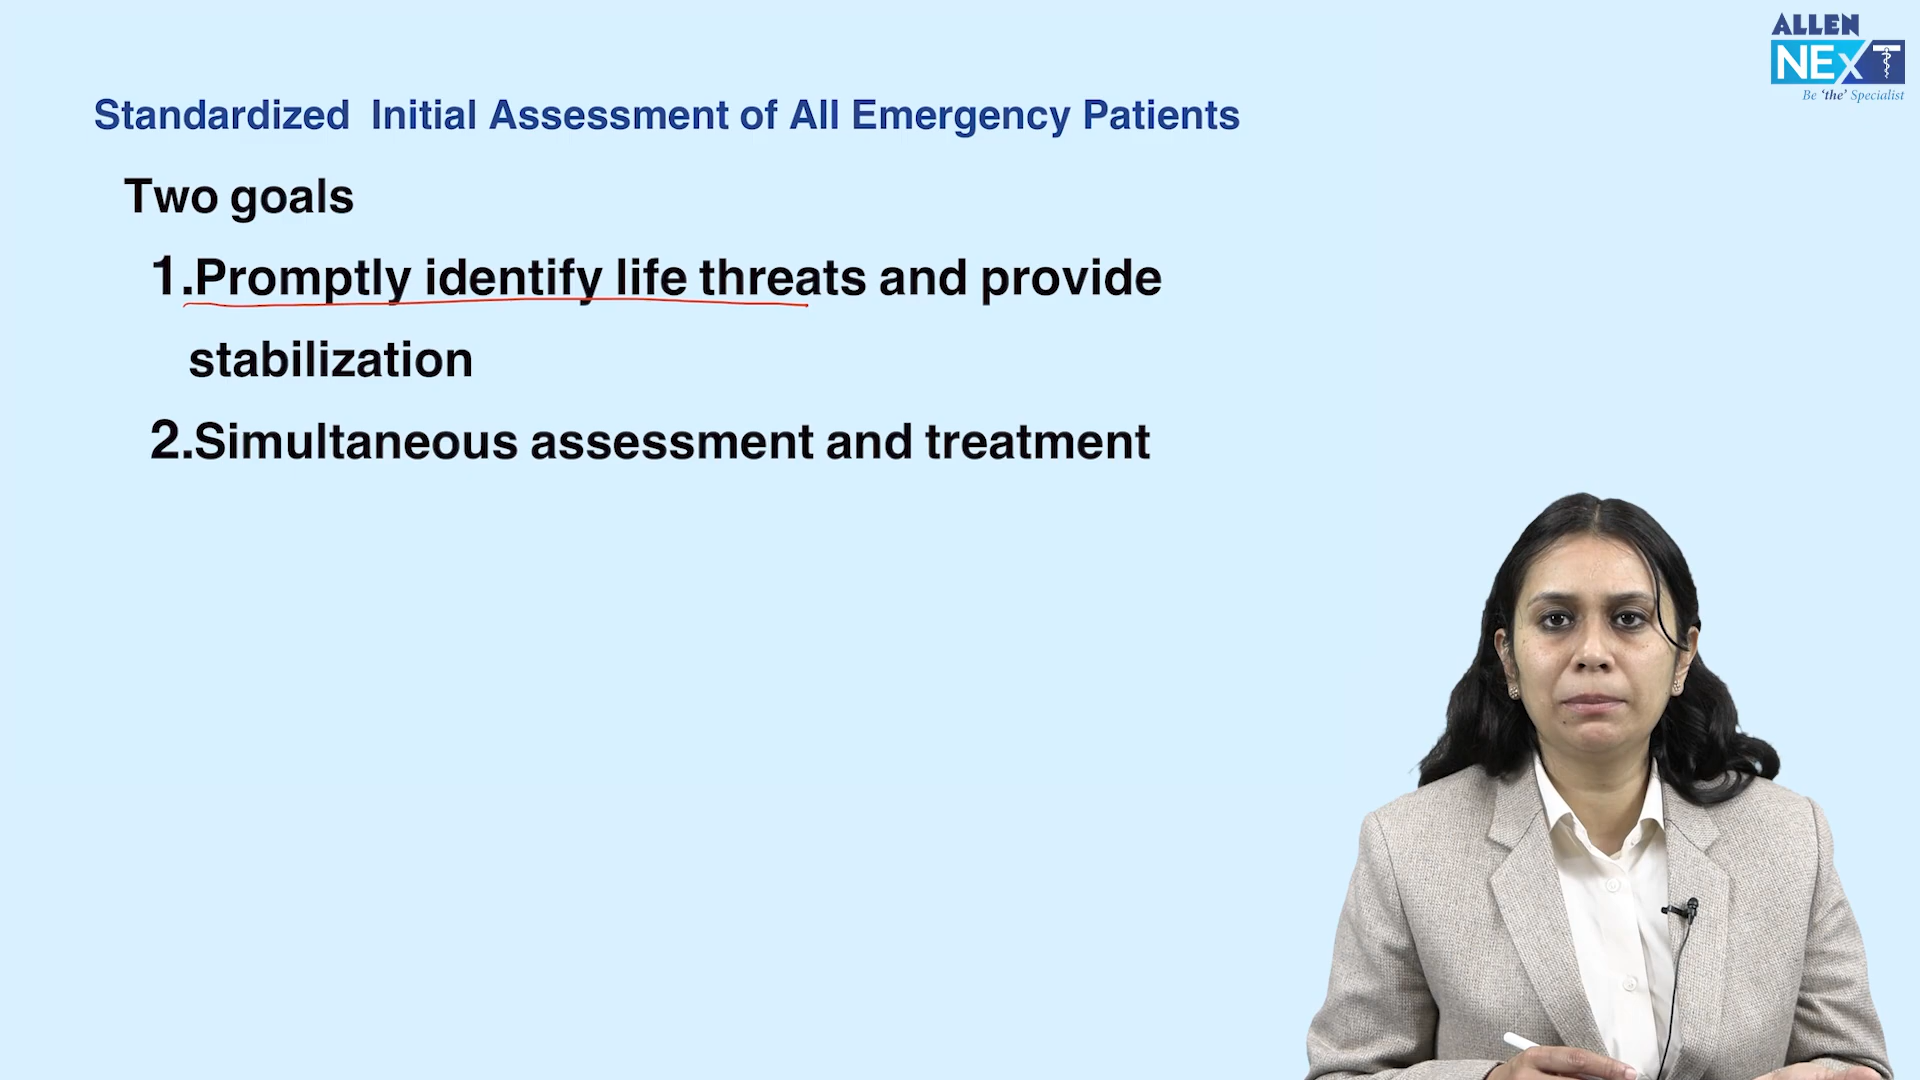 ALLEN
NEXT
Be 'the' Specialist
Standardized Initial Assessment of All Emergency Patients
Two goals
1.Promptly identify life threats and provide
stabilization
2.Simultaneous assessment and treatment